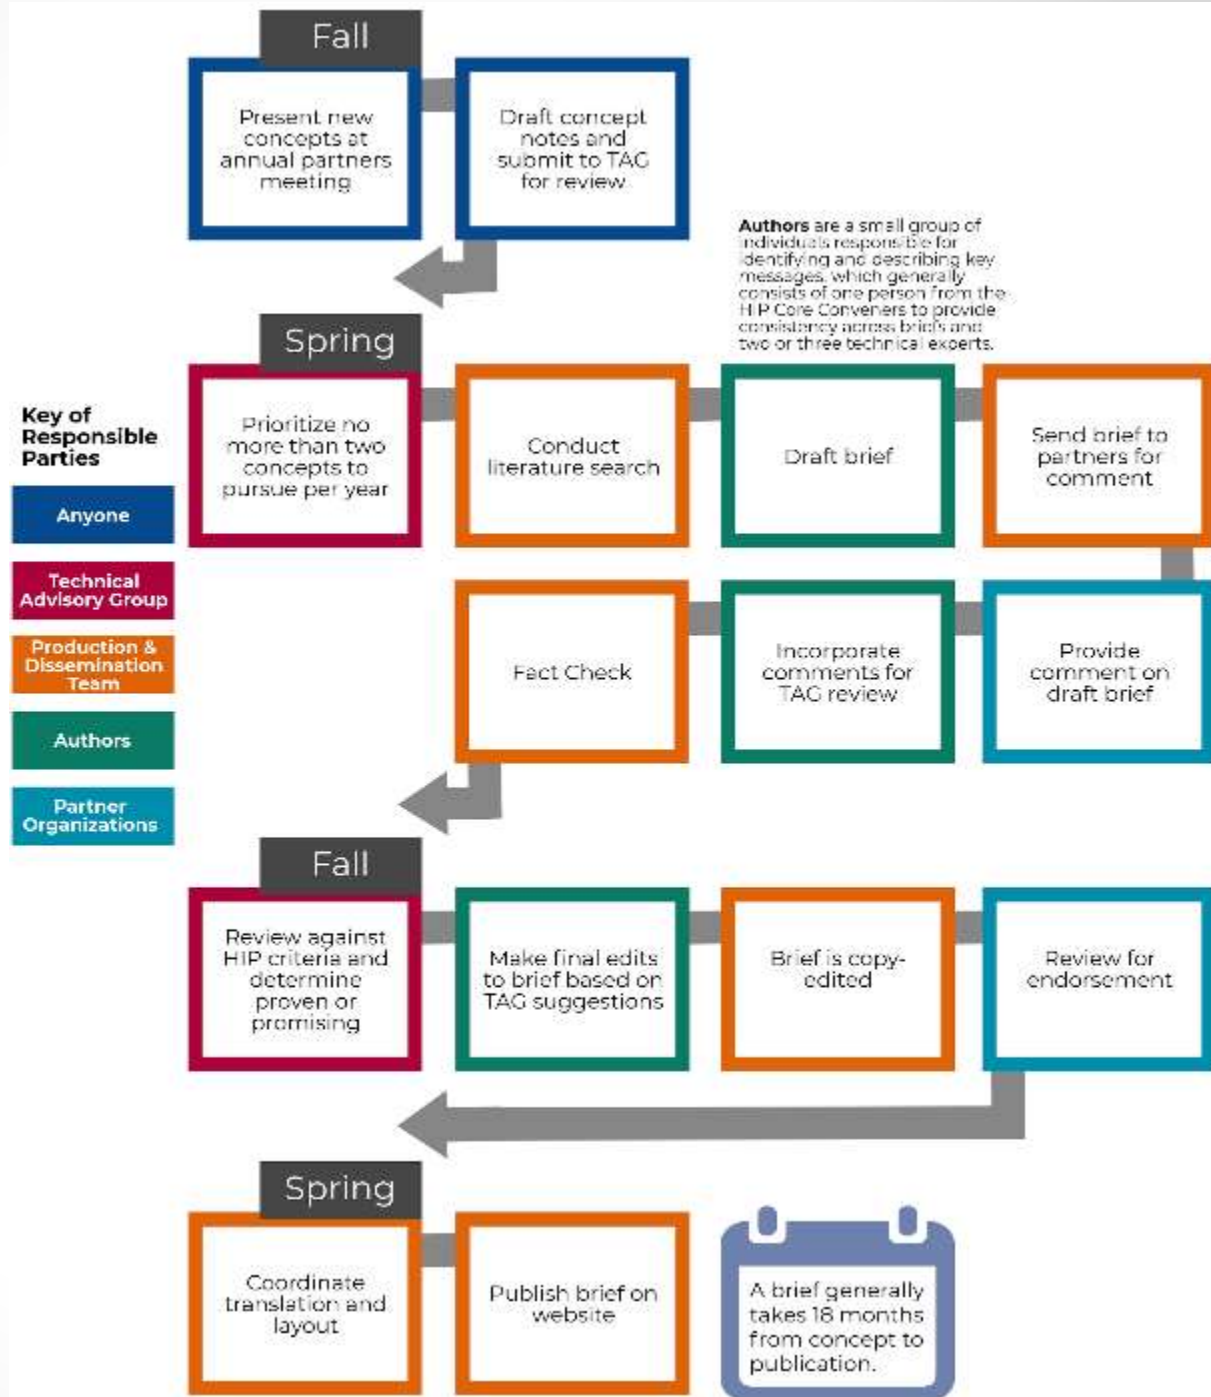 Fall
Present new
concepts at
annual partners
meeting
Draft concept
notes and
submit to TAG
for review
Authors are a small group of
individuals responsible for
identifying and describing key
messages, which generally
consists of one person from the
HIP Core Conveners to provide
consistency across briefs and
two or three technical experts.
Spring
Key of
Responsible
Parties
Anyone
Technical
Advisory Group
Production &
Dissemination
Team
Authors
Partner
Organizations
Prioritize no
more than two
concepts to
pursue per year
Conduct
literature search
Draft brief
Send brief to
partners for
comment
Provide
comment on
draft brief
Incorporate
comments for
TAG review
Fact Check
Fall
Review against
HIP criteria and
determine
proven or
promising
Make final edits
to brief based on
TAG suggestions
Brief is copy-
edited
Review for
endorsement
Spring
Coordinate
translation and
layout
Publish brief on
website
A brief generally
takes 18 months
from concept to
publication.